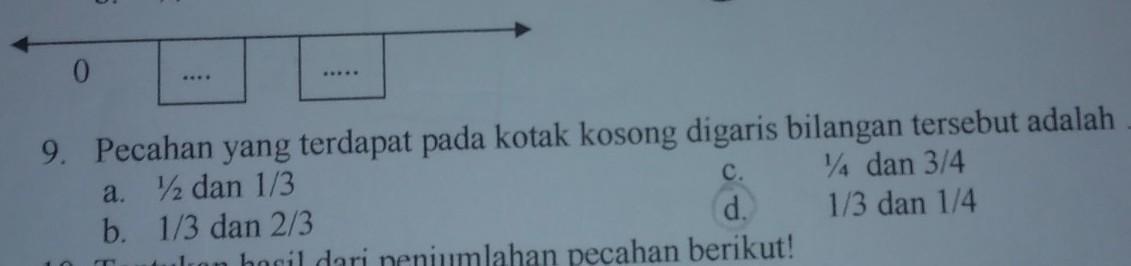 0 .... .....
9. Pecahan yang terdapat pada kotak kosong digaris bilangan tersebut adalah .
a. ½ dan 1/3 c. ¼ dan 3/4
b. 1/3 dan 2/3 d. 1/3 dan 1/4
hasil dari penjumlahan pecahan berikut!